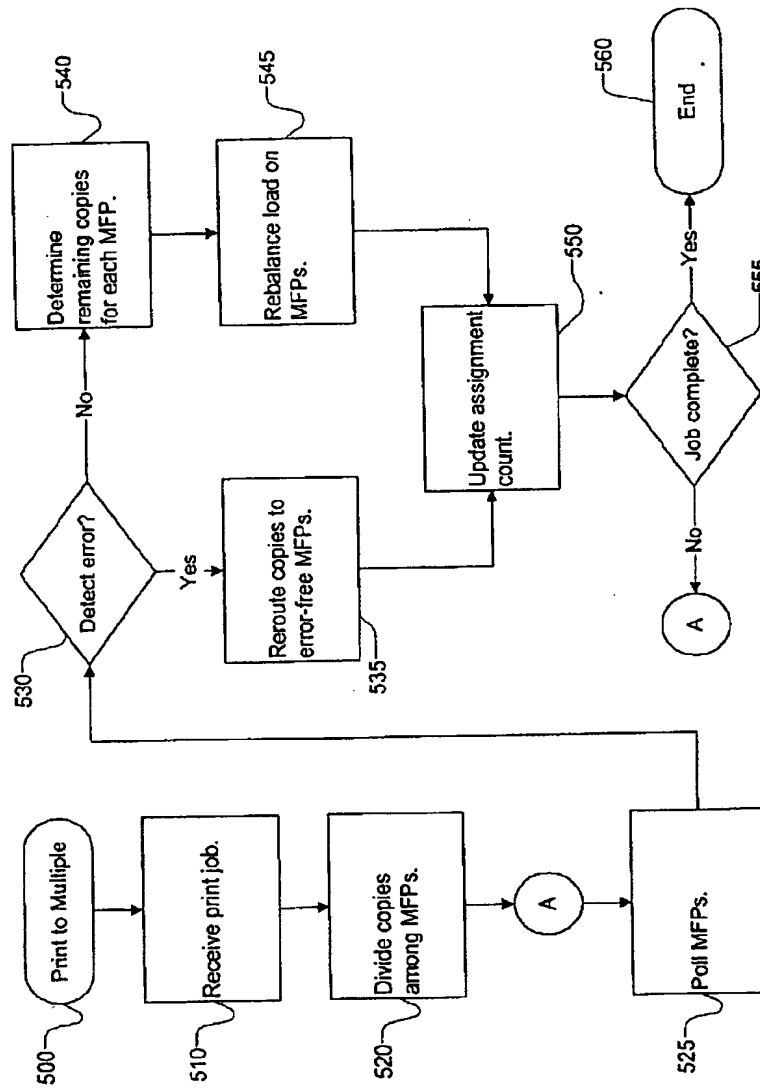 500
Print to Multiple
510
Receive print job.
520
Divide copies
among MFPs.
A
525
Poll MFPs.
530
Detect error?
Yes
No
535
Reroute copies to
error-free MFPs.
540
Determine
remaining copies
for each MFP.
545
Rebalance load on
MFPs.
550
Update assignment
count.
555
Job complete?
No
Yes
A
560
End